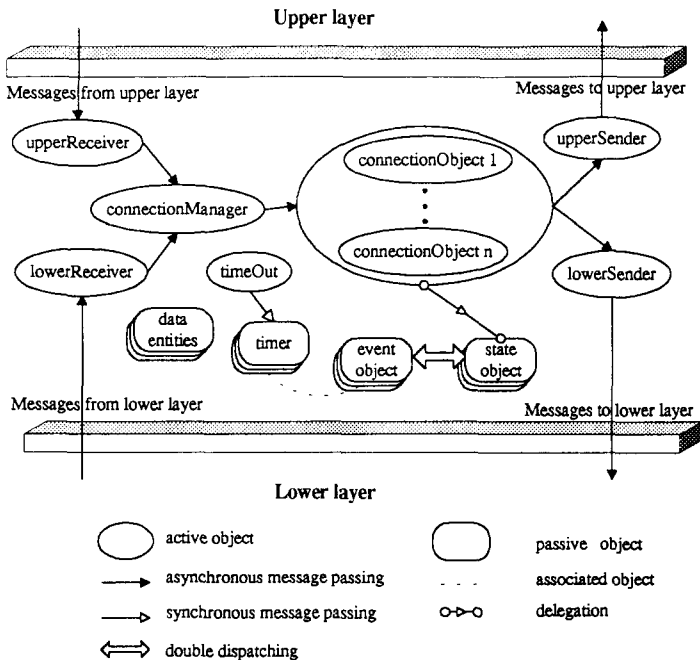 Upper layer
Messages from upper layer
Messages to upper layer
upperReceiver
connectionObject 1
upperSender
connectionManager
connectionObject n
lowerReceiver
timeOut
lowerSender
data
entities
timer
event
object
state
object
Messages from lower layer
Messages to lower layer
Lower layer
active object
passive object
asynchronous message passing
associated object
synchronous message passing
delegation
double dispatching